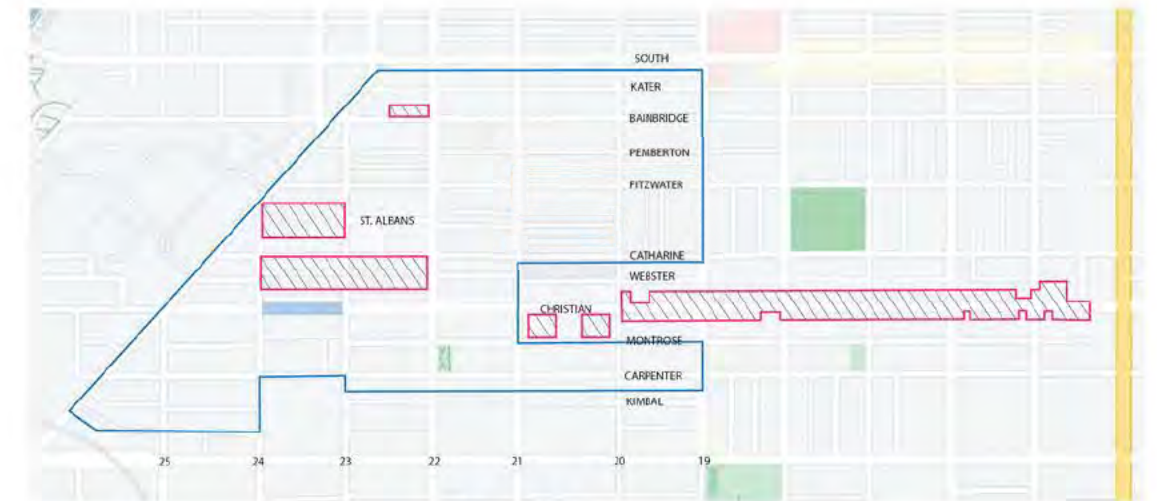 SOUTH
KATER
BAINBRIDGE
PEMBERTON
FITZWATER
ST. ALBANS
CATHARINE
WEBSTER
CHRISTIAN
MONTROSE
CARPENTER
KIMBAL
25 24 23 22 21 20 19